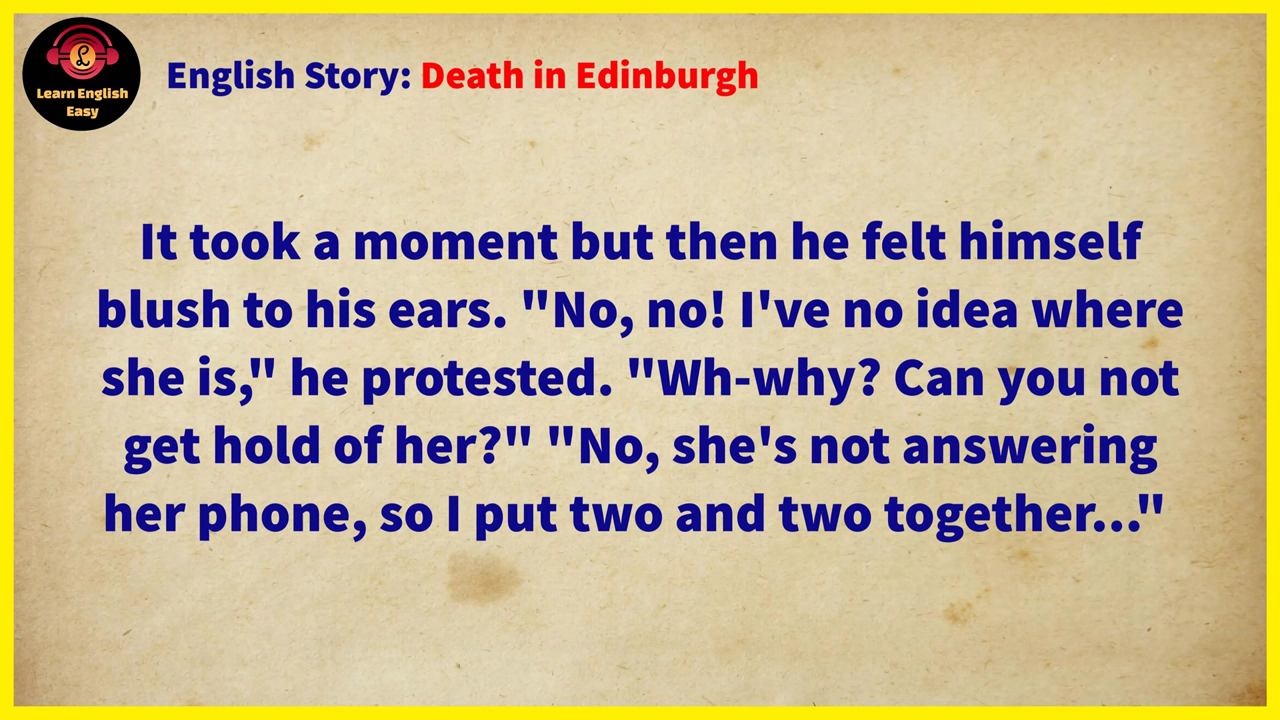 Learn English
Easy
English Story: Death in Edinburgh
It took a moment but then he felt himself
blush to his ears. "No, no! I've no idea where
she is," he protested. "Wh-why? Can you not
get hold of her?" "No, she's not answering
her phone, so I put two and two together..."